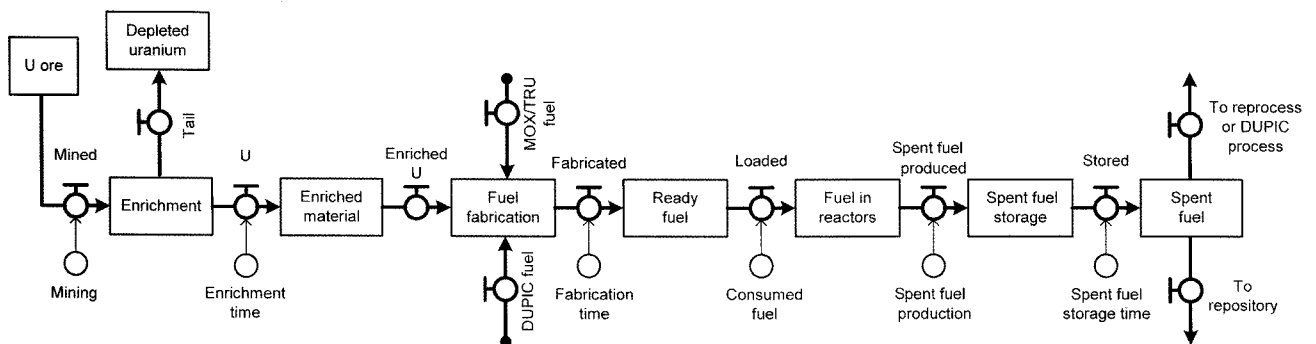 Depleted
uranium
U ore
Tail
MOX/TRU
fuel
To reprocess
or DUPIC
process
Mined
U
Enriched
U
Fabricated
Loaded
Spent fuel
produced
Stored
Enrichment
Enriched
material
Fuel
fabrication
Ready
fuel
Fuel in
reactors
Spent fuel
storage
Spent
fuel
Mining
Enrichment
time
DUPIC fuel
Fabrication
time
Consumed
fuel
Spent fuel
production
Spent fuel
storage time
To
repository